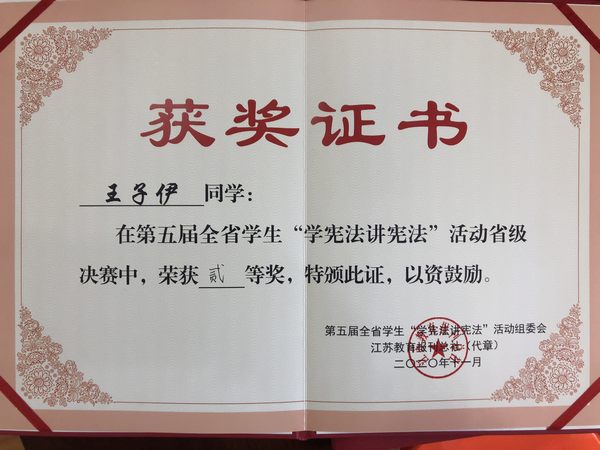 获奖证书
王子伊同学：
在第五届全省学生“学宪法讲宪法”活动省级
决赛中，荣获贰等奖，特颁此证，以资鼓励。
第五届全省学生“学宪法讲宪法”活动组委会
江苏教育报刊总社（代章）
二〇二〇年十一月